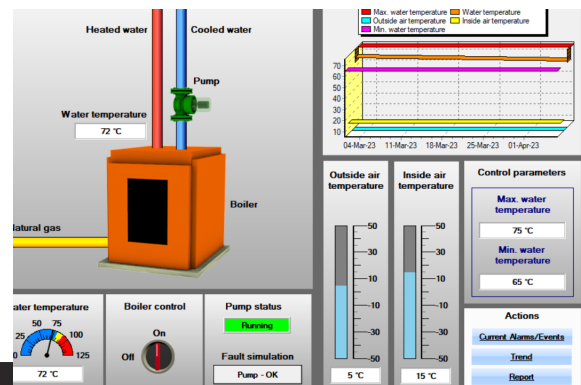 Heated water
Cooled water
Pump
Water temperature
72 °C
Boiler
Natural gas
Max. water temperature
Water temperature
Outside air temperature
Inside air temperature
Min. water temperature
70
60
50
40
30
20
10
04-Mar-23
11-Mar-23
18-Mar-23
25-Mar-23
01-Apr-23
Outside air
temperature
50
30
10
-10
-30
-50
5 °C
Inside air
temperature
50
30
10
-10
-30
-50
15 °C
Control parameters
Max. water
temperature
75 °C
Min. water
temperature
65 °C
ater temperature
0
25
50
75
100
125
72 °C
Boiler control
On
Off
Pump status
Running
Fault simulation
Pump - OK
Actions
Current Alarms/Events
Trend
Report